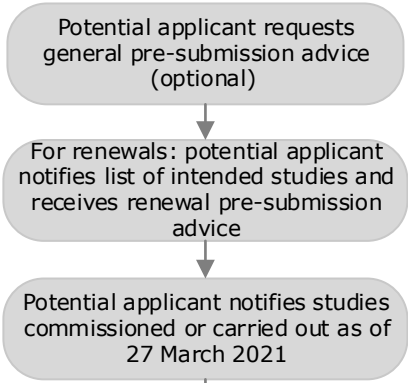 Potential applicant requests
general pre-submission advice
(optional)
For renewals: potential applicant
notifies list of intended studies and
receives renewal pre-submission
advice
Potential applicant notifies studies
commissioned or carried out as of
27 March 2021